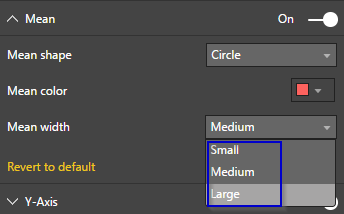 Mean On
Mean shape Circle
Mean color
Mean width Medium
Small
Medium
Revert to default
Large
Y-Axis